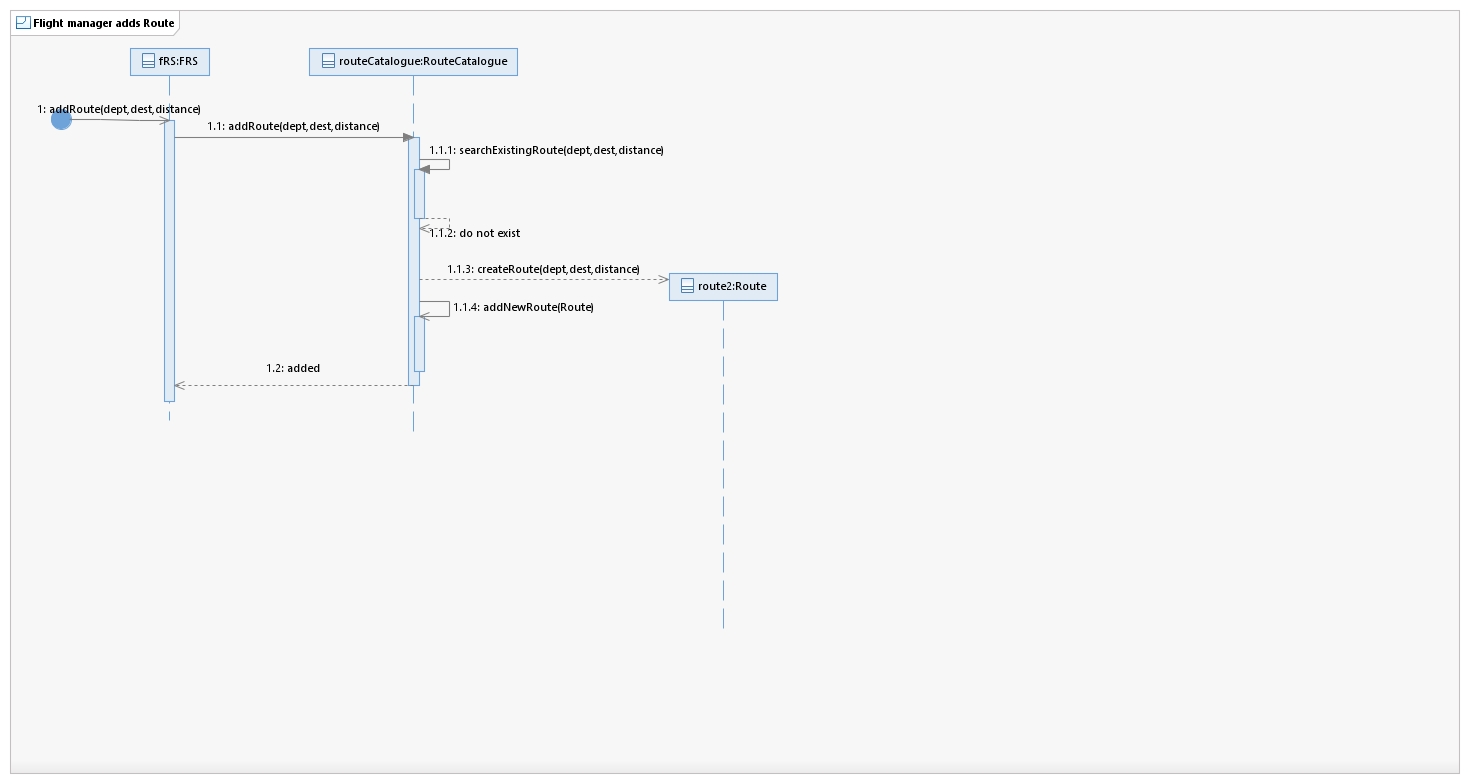 Flight manager adds Route
fRS:FRS
routeCatalogue:RouteCatalogue
1: addRoute(dept,dest,distance)
1.1: addRoute(dept,dest,distance)
1.1.1: searchExistingRoute(dept,dest,distance)
1.1.2: do not exist
1.1.3: createRoute(dept,dest,distance)
route2:Route
1.1.4: addNewRoute(Route)
1.2: added